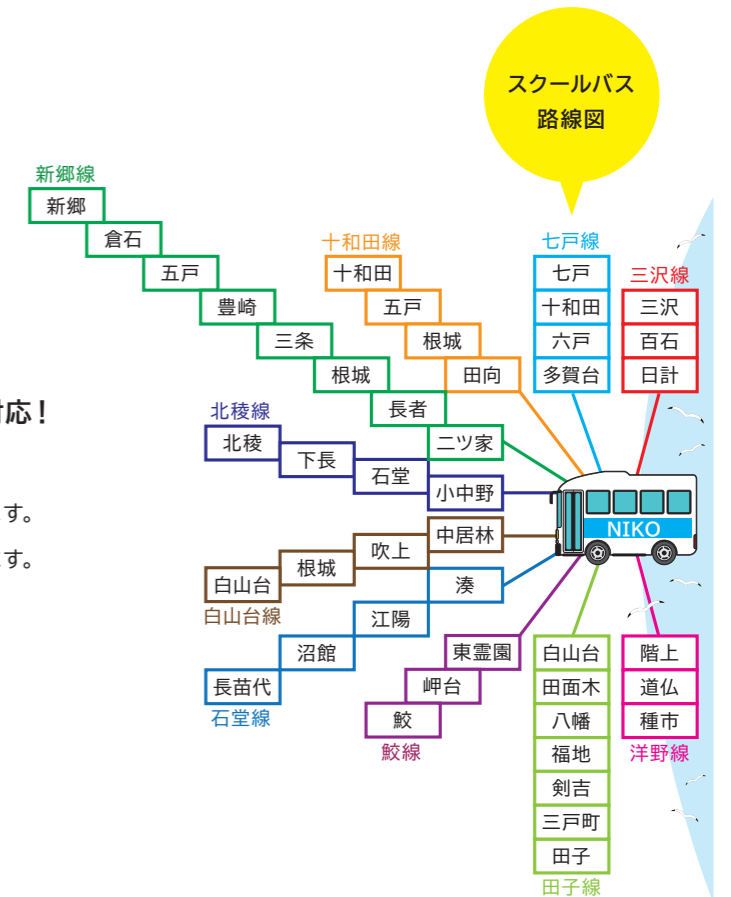 スクールバス
路線図
新郷線
新郷
倉石
五戸
豊崎
三条
根城
長者
二ツ家
十和田線
十和田
五戸
根城
田向
七戸線
七戸
十和田
六戸
多賀台
三沢線
三沢
百石
日計
応！
北稜線
北稜
下長
石堂
小中野
す。
す。
NIKO
中居林
吹上
根城
白山台
白山台線
湊
江陽
沼館
長苗代
石堂線
東霊園
岬台
鮫
鮫線
白山台
田面木
八幡
福地
剣吉
三戸町
田子
田子線
階上
道仏
種市
洋野線